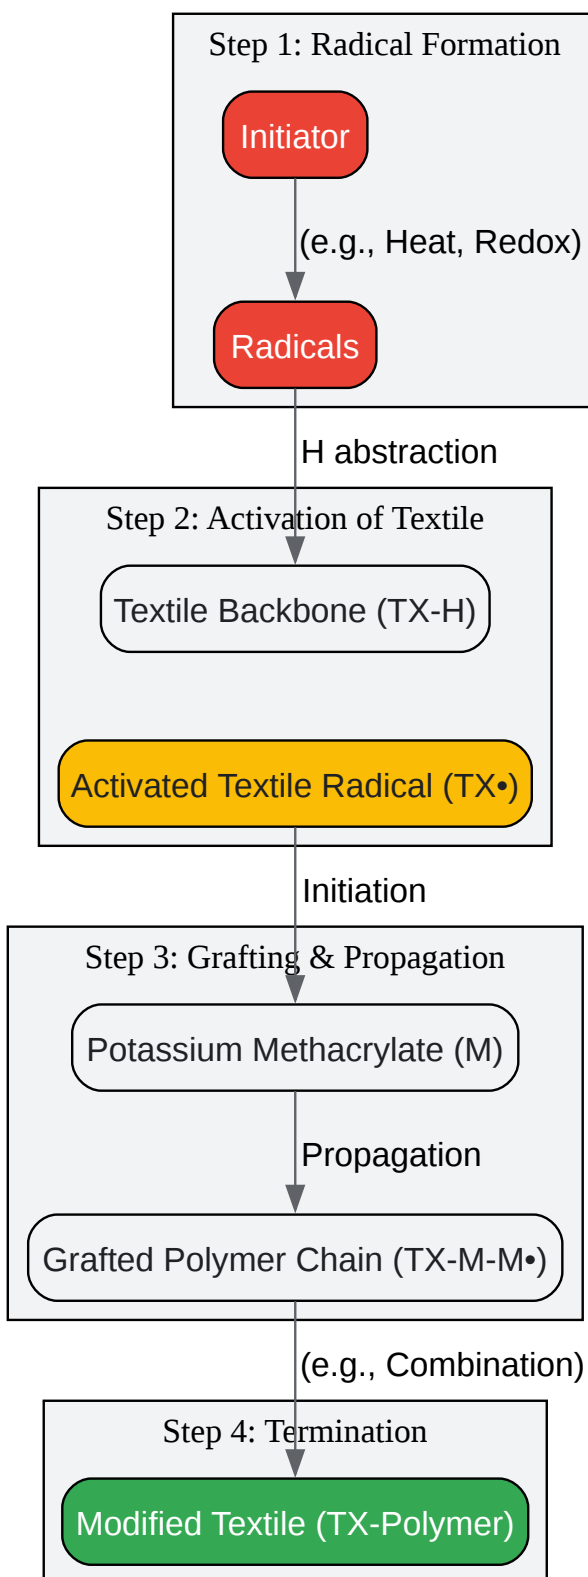 Step 1: Radical Formation
Initiator
(e.g., Heat, Redox)
Radicals
H abstraction
Step 2: Activation of Textile
Textile Backbone (TX-H)
Activated Textile Radical (TX•)
Initiation
Step 3: Grafting & Propagation
Potassium Methacrylate (M)
Propagation
Grafted Polymer Chain (TX-M-M•)
(e.g., Combination)
Step 4: Termination
Modified Textile (TX-Polymer)